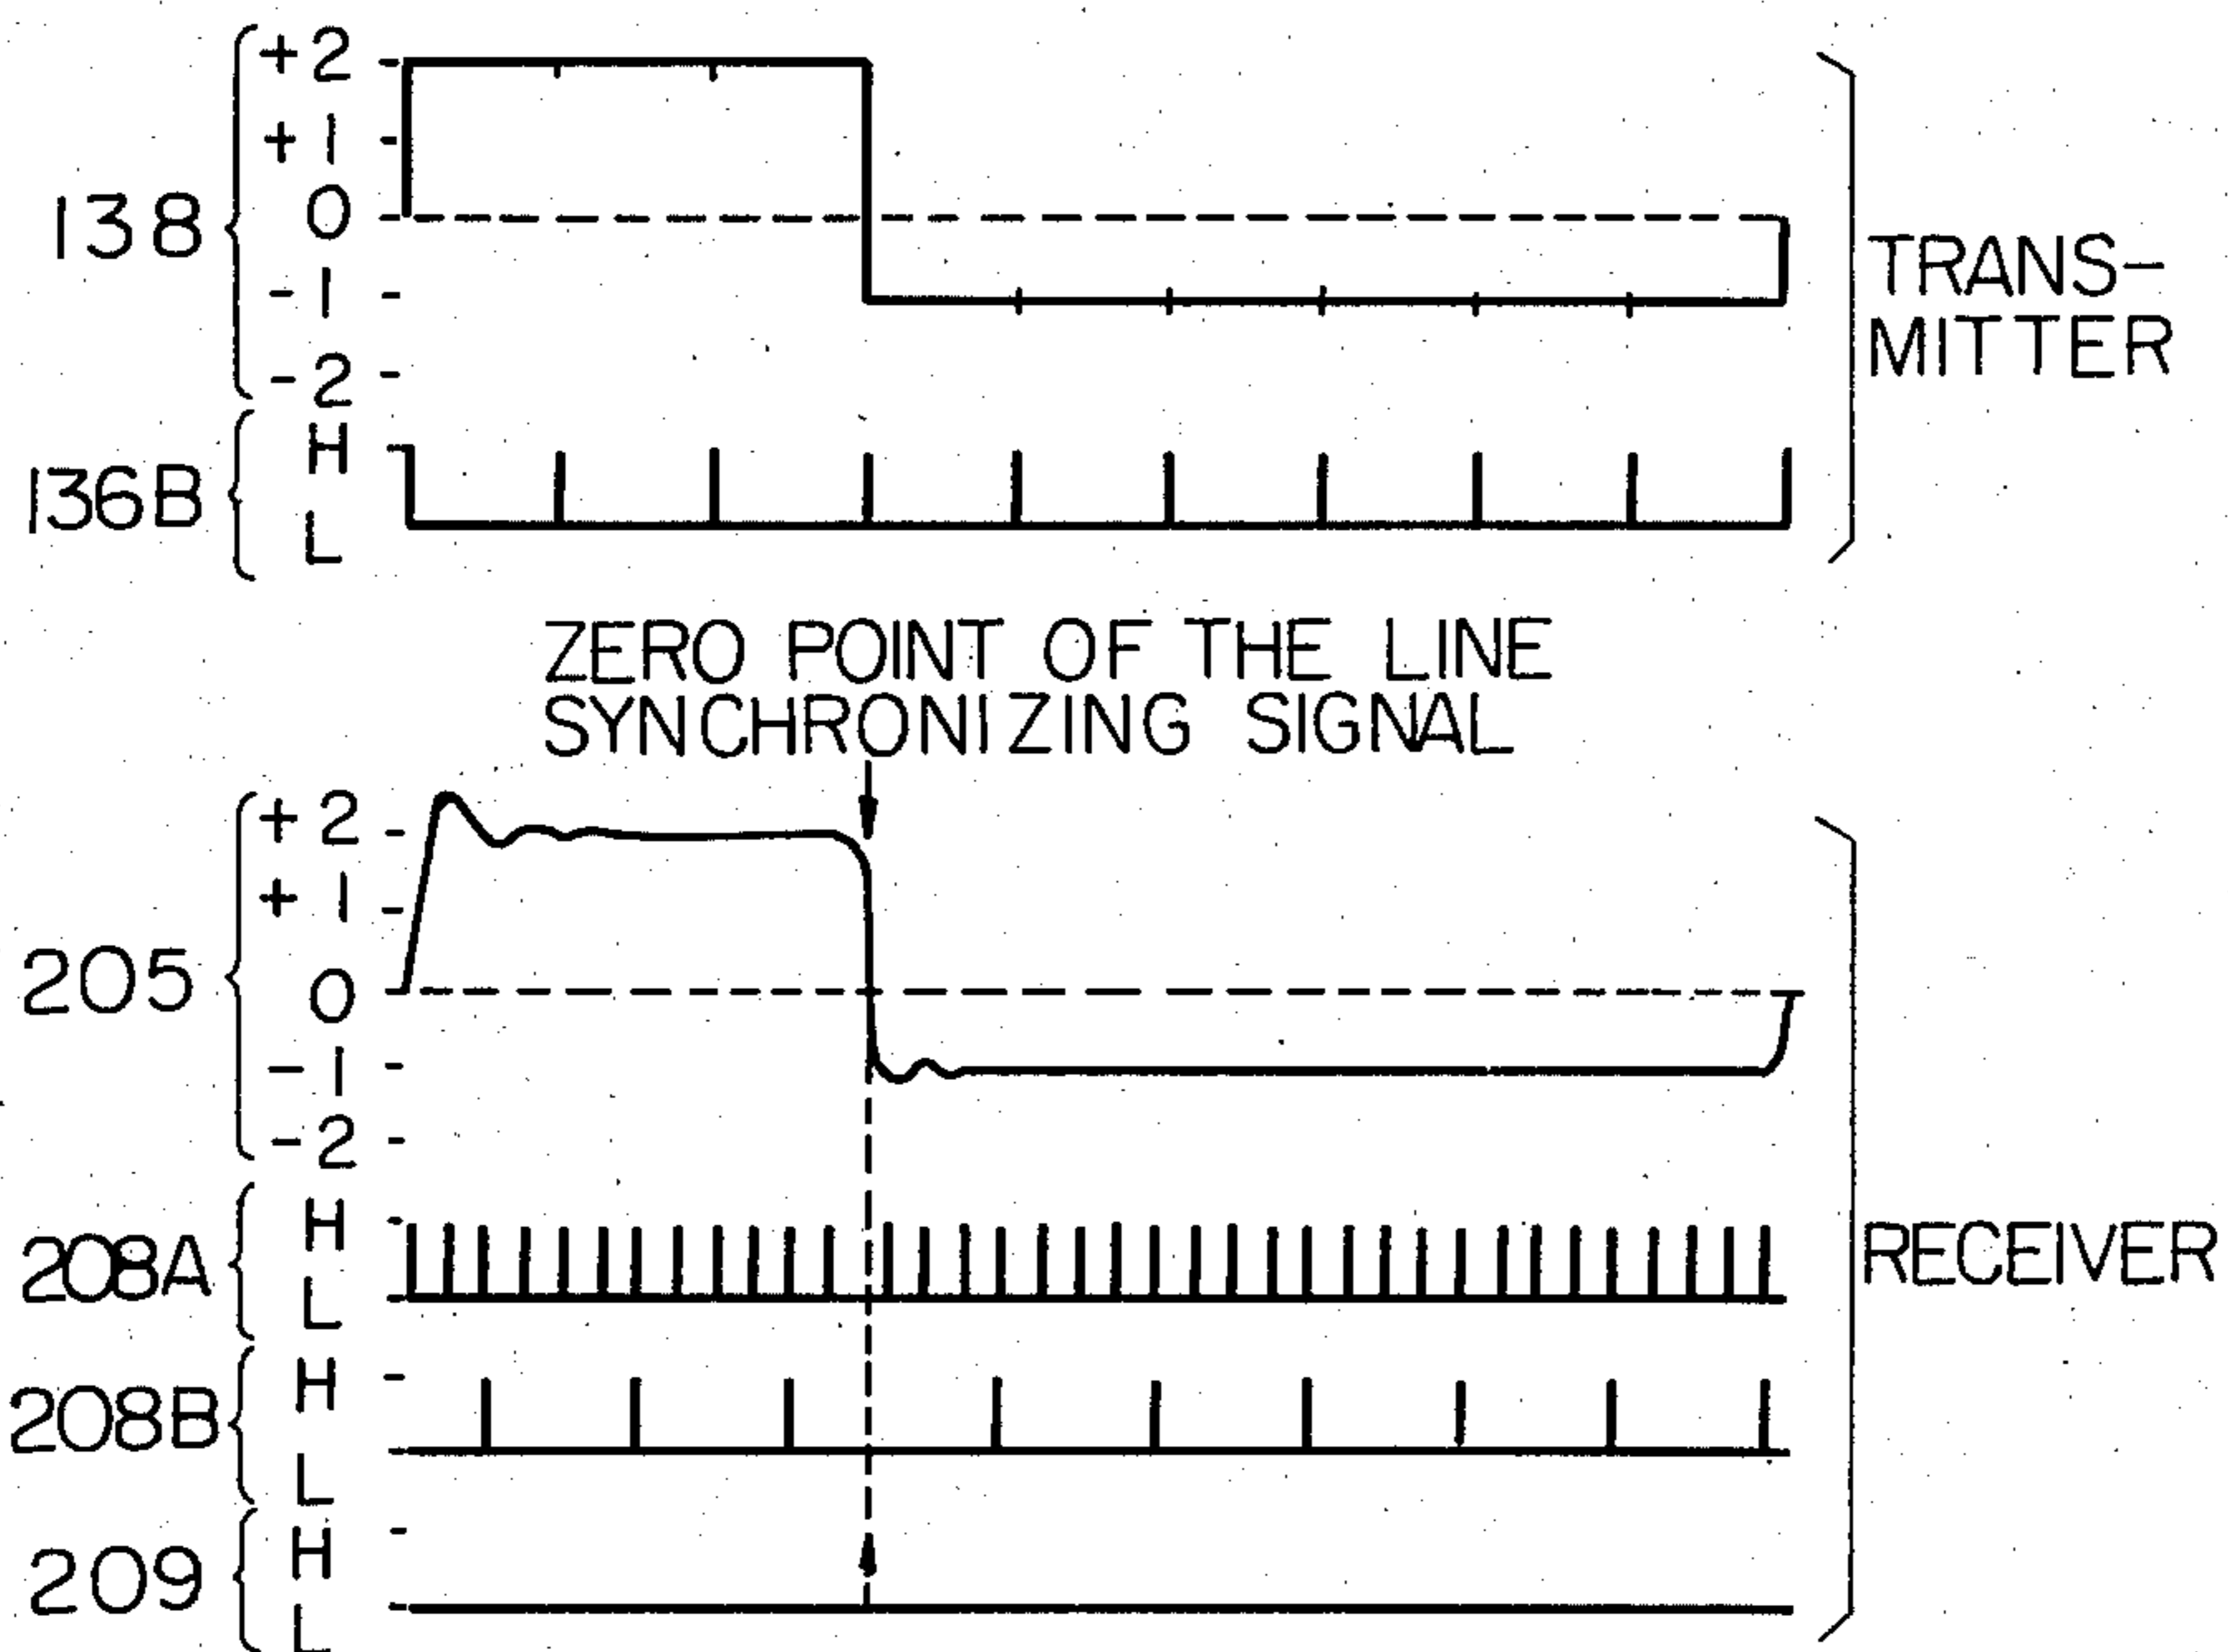 138
+2
+1
0
-1
-2
TRANS-
MITTER
136B
H
L
ZERO POINT OF THE LINE
SYNCHRONIZING SIGNAL
205
+2
+1
0
-1
-2
208A
H
L
RECEIVER
208B
H
L
209
H
L